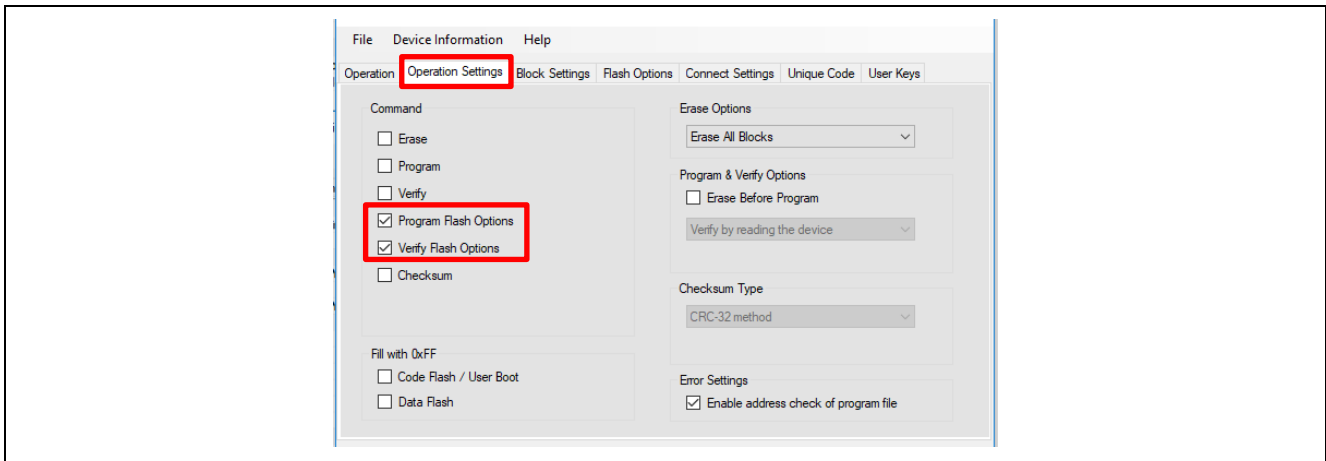 File Device Information Help
Operation Operation Settings Block Settings Flash Options Connect Settings Unique Code User Keys
Command
Erase
Program
Verify
Program Flash Options
Verify Flash Options
Checksum
Fill with 0xFF
Code Flash / User Boot
Data Flash
Erase Options
Erase All Blocks
Program & Verify Options
Erase Before Program
Verify by reading the device
Checksum Type
CRC-32 method
Error Settings
Enable address check of program file